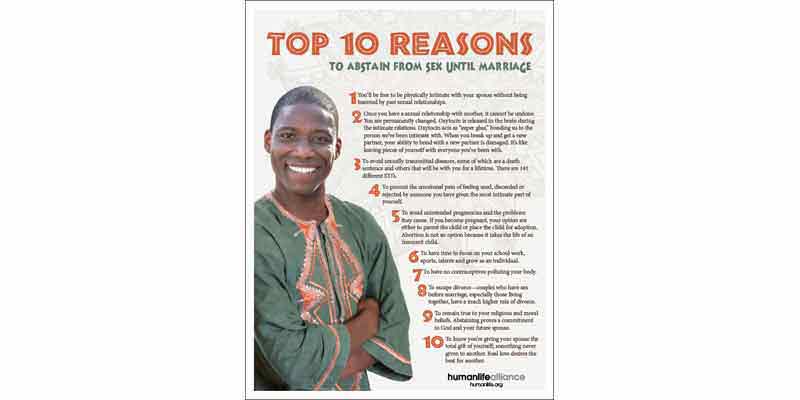 TOP 10 REASONS
TO ABSTAIN FROM SEX UNTIL MARRIAGE
1 You'll be free to be physically intimate with your spouse without being
haunted by past sexual relationships.
2 Once you have a sexual relationship with another, it cannot be undone.
You are permanently changed. Oxytocin is released in the brain during
the intimate relations. Oxytocin acts as "super glue," bonding us to the
person we've been intimate with. When you break up and get a new
partner, your ability to bond with a new partner is damaged. It's like
leaving pieces of yourself with everyone you've been with.
3 To avoid sexually transmitted diseases, some of which are a death
sentence and others that will be with you for a lifetime. There are
different STI's.
4 To prevent the emotional pain of feeling used, discarded or
rejected by someone you have given the most intimate part of
yourself.
5 To avoid unintended pregnancies and the problems
they cause. If you become pregnant, your option are
either to parent the child or place the child for adoption.
Abortion is not an option because it takes the life of an
innocent child.
6 To have time to focus on your school work,
sports, talents and grow as an individual.
7 To have no contraceptives polluting your body.
8 To escape divorce—couples who have sex
before marriage, especially those living
together, have a much higher rate of divorce.
9 To remain true to your religious and moral
beliefs. Abstaining proves a commitment
to God and your future spouse.
10 To know you're giving your spouse the
total gift of yourself; something never
given to another. Real love desires the
best for another.
humanlifealliance
humanlife.org